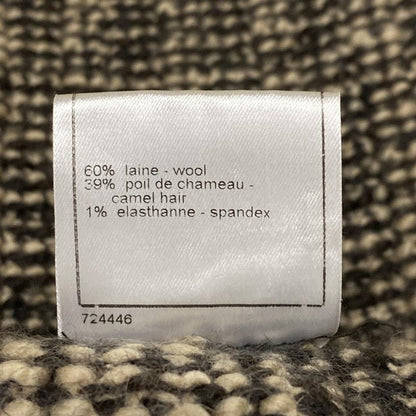 60% laine - wool
39% poil de chameau -
camel hair
1% elasthanne - spandex
724446